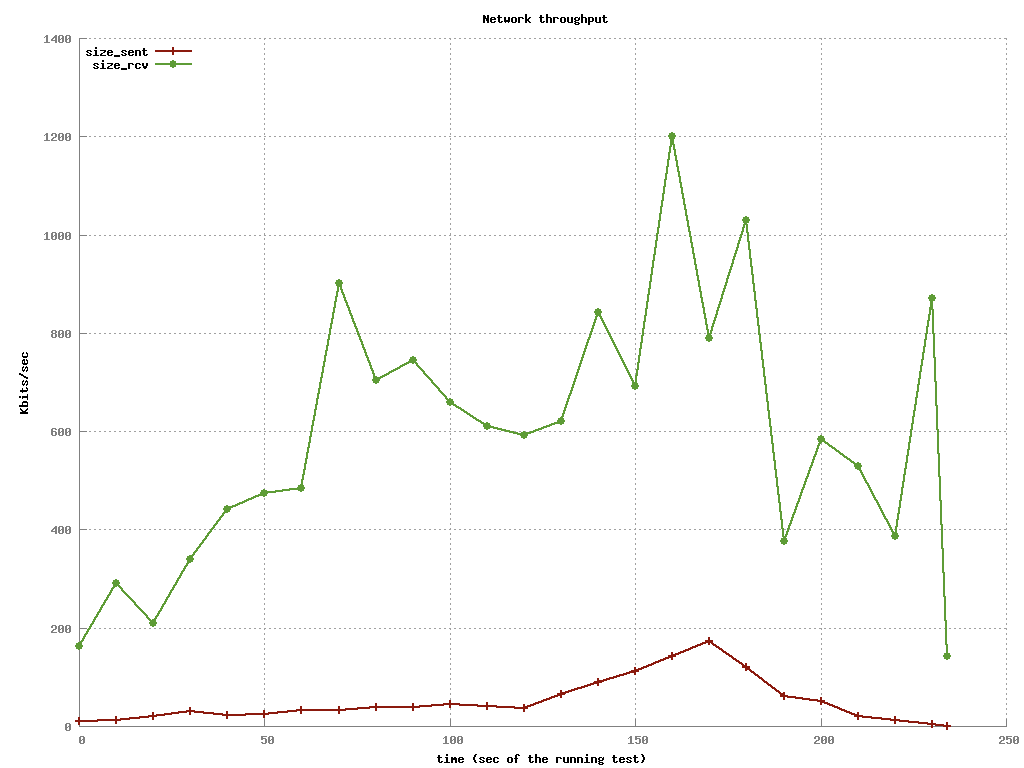 Network throughput
1400
size_sent
size_rcv
1200
1000
800
Kbits/sec
600
400
200
0
0 50 100 150 200 250
time (sec of the running test)